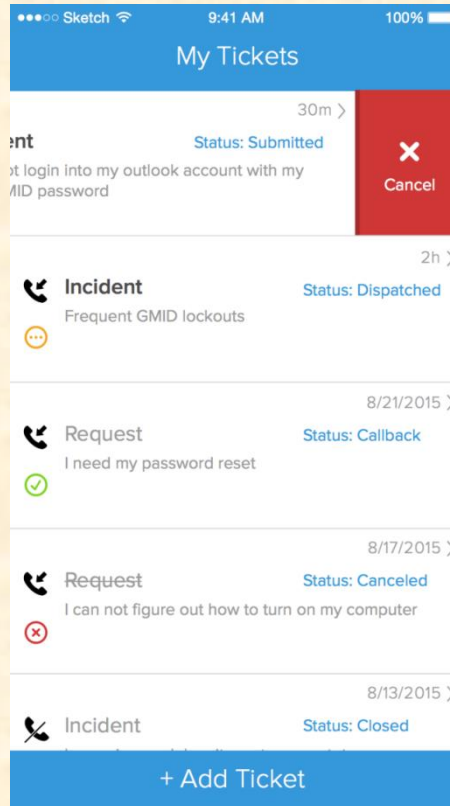 Sketch 9:41 AM 100%
My Tickets
30m
ent Status: Submitted
ot login into my outlook account with my
MID password
Cancel
2h
Incident Status: Dispatched
Frequent GMID lockouts
8/21/2015
Request Status: Callback
I need my password reset
8/17/2015
Request Status: Canceled
I can not figure out how to turn on my computer
8/13/2015
Incident Status: Closed
+ Add Ticket